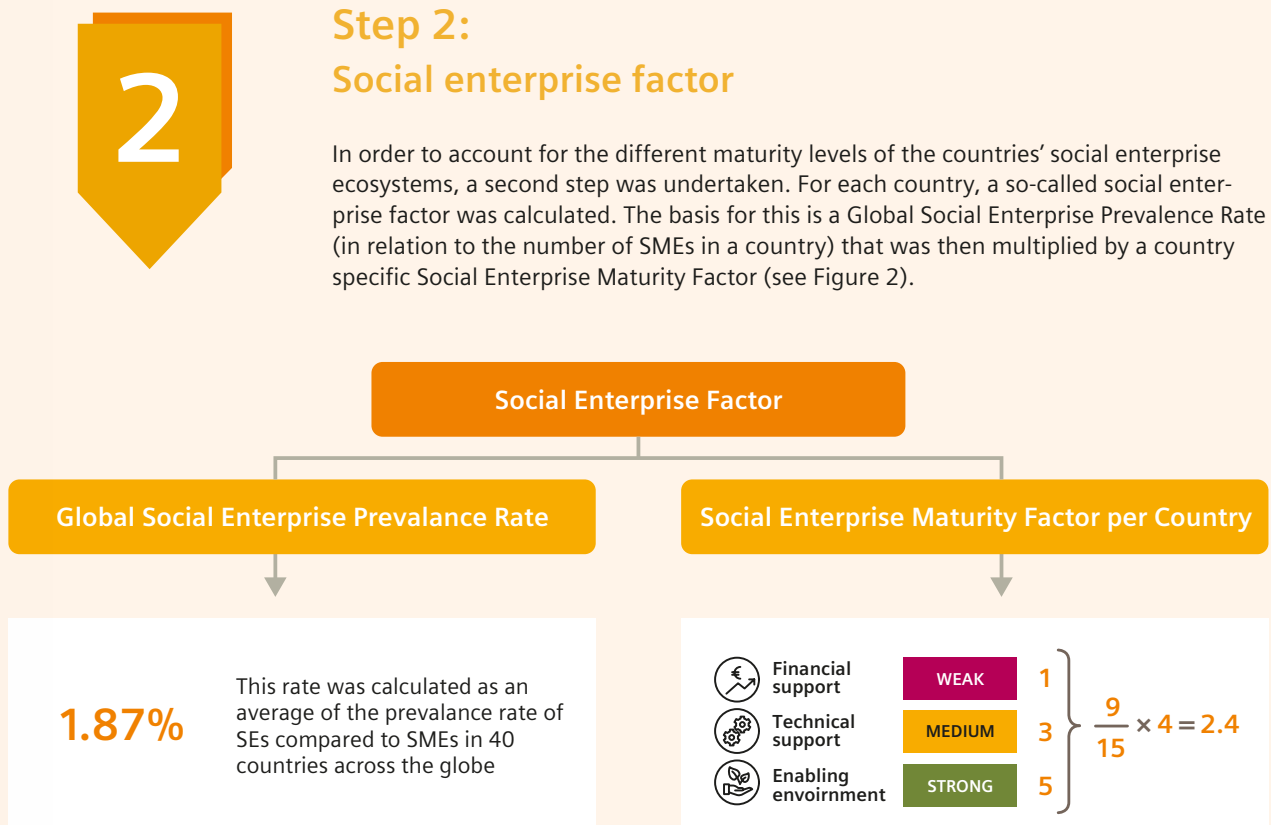 2
Step 2:
Social enterprise factor
In order to account for the different maturity levels of the countries’ social enterprise
ecosystems, a second step was undertaken. For each country, a so-called social enter-
prise factor was calculated. The basis for this is a Global Social Enterprise Prevalence Rate
(in relation to the number of SMEs in a country) that was then multiplied by a country
specific Social Enterprise Maturity Factor (see Figure 2).
Social Enterprise Factor
Global Social Enterprise Prevalance Rate
1.87%
This rate was calculated as an
average of the prevalance rate of
SEs compared to SMEs in 40
countries across the globe
Social Enterprise Maturity Factor per Country
€
Financial
support
WEAK
1
Technical
support
MEDIUM
3
Enabling
envoirnment
STRONG
5
9
15
× 4 = 2.4